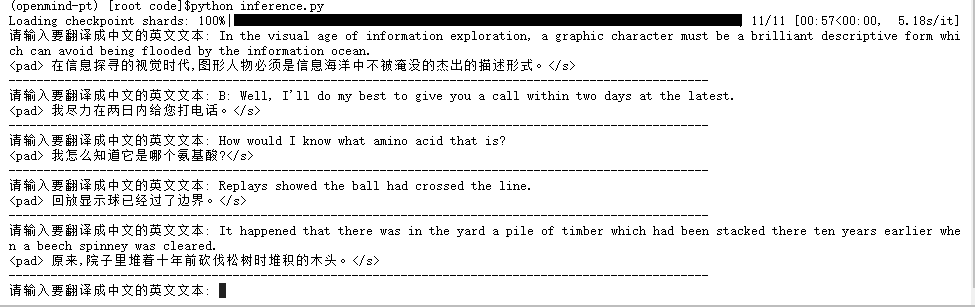 (openmind-pt) [root code]$python inference.py
Loading checkpoint shards: 100%| 11/11 [00:57<00:00,  5.18s/it]
请输入要翻译成中文的英文文本: In the visual age of information exploration, a graphic character must be a brilliant descriptive form whi
ch can avoid being flooded by the information ocean.
<pad> 在信息探寻的视觉时代,图形人物必须是信息海洋中不被淹没的杰出的描述形式。</s>
请输入要翻译成中文的英文文本: B: Well, I'll do my best to give you a call within two days at the latest.
<pad> 我尽力在两日内给您打电话。</s>
请输入要翻译成中文的英文文本: How would I know what amino acid that is?
<pad> 我怎么知道它是哪个氨基酸?</s>
请输入要翻译成中文的英文文本: Replays showed the ball had crossed the line.
<pad> 回放显示球已经过了边界。</s>
请输入要翻译成中文的英文文本: It happened that there was in the yard a pile of timber which had been stacked there ten years earlier whe
n a beech spinney was cleared.
<pad> 原来,院子里堆着十年前砍伐松树时堆积的木头。</s>
请输入要翻译成中文的英文文本: